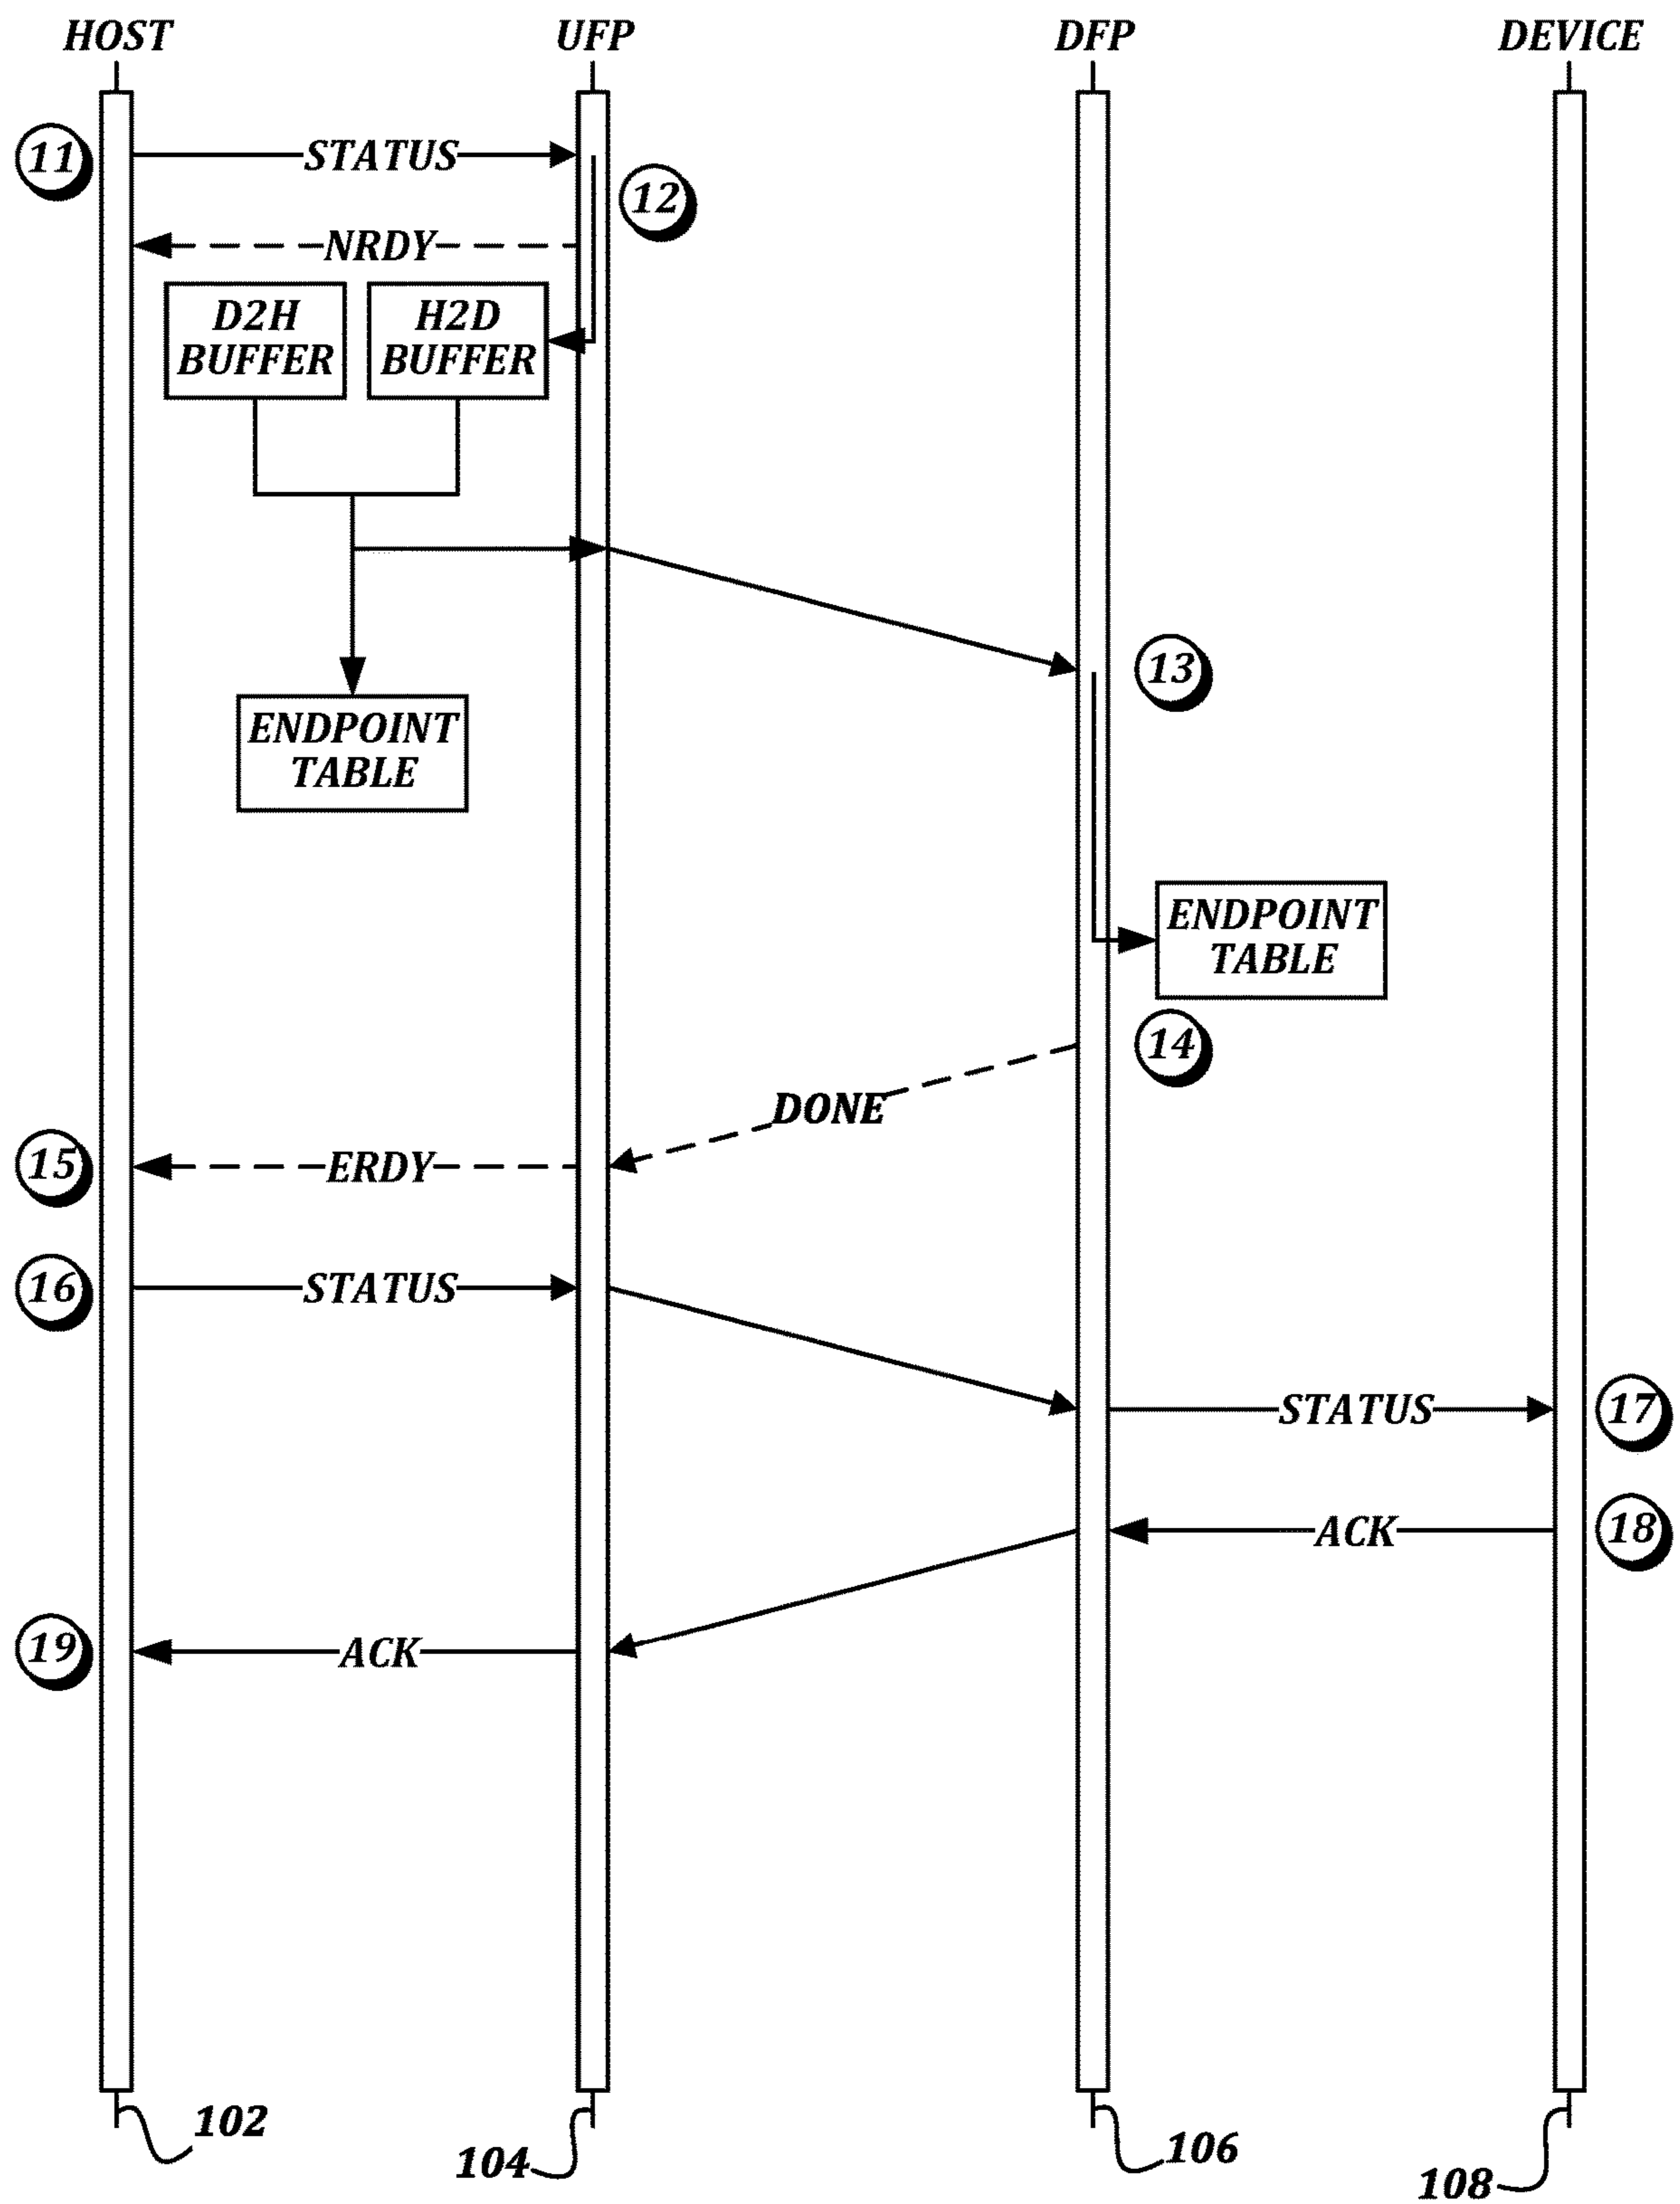 HOST
UFP
DFP
DEVICE
11
STATUS
12
NRDY
D2H
BUFFER
H2D
BUFFER
13
ENDPOINT
TABLE
ENDPOINT
TABLE
14
DONE
15
ERDY
16
STATUS
STATUS
17
ACK
18
19
ACK
102
104
106
108